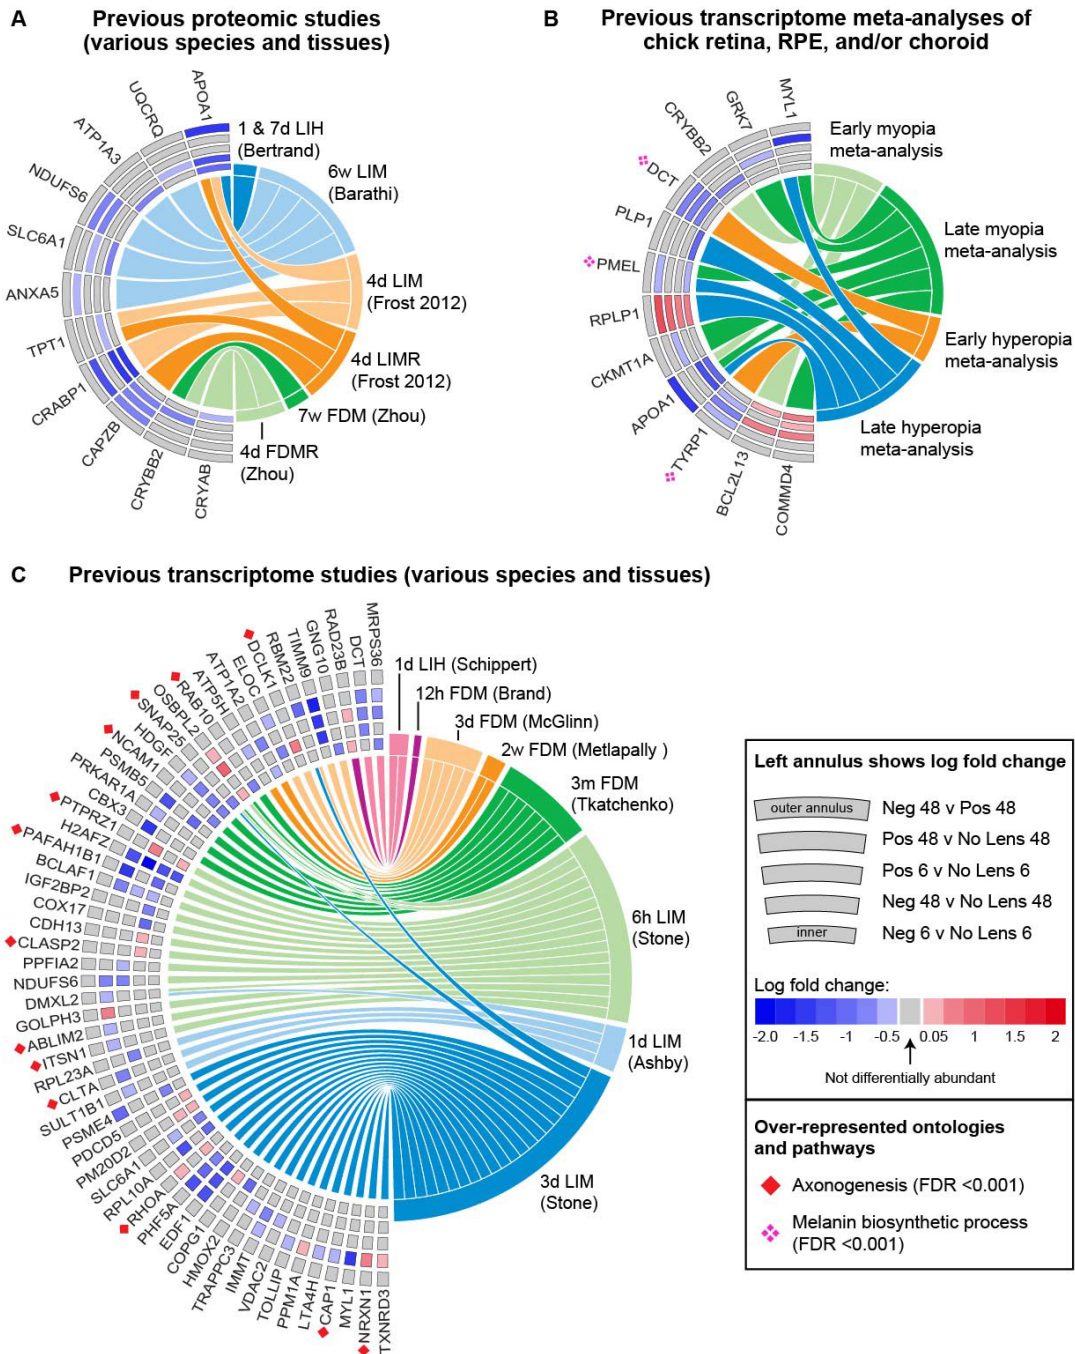 A
Previous proteomic studies
(various species and tissues)
APOA1
UQCRQ
ATP1A3
NDUFS6
SLC6A1
ANXA5
TPT1
CRABP1
CAPZB
CRYBB2
CRYAB
1 & 7d LIH
(Bertrand)
6w LIM
(Barathi)
4d LIM
(Frost 2012)
4d LIMR
(Frost 2012)
7w FDM (Zhou)
4d FDMR
(Zhou)
B
Previous transcriptome meta-analyses of
chick retina, RPE, and/or choroid
MYL1
GRK7
CRYBB2
DCT
PLP1
PMEL
RPLP1
CKMT1A
APOA1
TYRP1
BCL2L13
COMMD4
Early myopia
meta-analysis
Late myopia
meta-analysis
Early hyperopia
meta-analysis
Late hyperopia
meta-analysis
C
Previous transcriptome studies (various species and tissues)
MRPS36
DCT
RAD23B
GNG10
TIMM9
RBM22
DCLK1
ELOC
ATP1A2
ATP5H
RAB10
OSBPL2
SNAP25
HDGF
NCAM1
PSMB5
PRKAR1A
CBX3
PTPRZ1
H2AFZ
PAFAH1B1
BCLAF1
IGF2BP2
COX17
CDH13
CLASP2
PPFIA2
NDUFS6
DMXL2
GOLPH3
ABLIM2
ITSN1
RPL23A
CLTA
SULT1B1
PSME4
PDCD5
PM20D2
SLC6A1
RPL10A
RHOA
PHF5A
EDF1
COPG1
HMOX2
TRAPPC3
IMMT
VDAC2
TOLLIP
PPM1A
LTA4H
CAP1
MYL1
NRXN1
TXNRD3
1d LIH (Schippert)
12h FDM (Brand)
3d FDM (McGlinn)
2w FDM (Metlapally )
3m FDM
(Tkatchenko)
6h LIM
(Stone)
1d LIM
(Ashby)
3d LIM
(Stone)
Left annulus shows log fold change
outer annulus Neg 48 v Pos 48
Pos 48 v No Lens 48
Pos 6 v No Lens 6
Neg 48 v No Lens 48
inner Neg 6 v No Lens 6
Log fold change:
-2.0 -1.5 -1 -0.5 0.05 1 1.5 2
Not differentially abundant
Over-represented ontologies
and pathways
Axonogenesis (FDR <0.001)
Melanin biosynthetic process
(FDR <0.001)